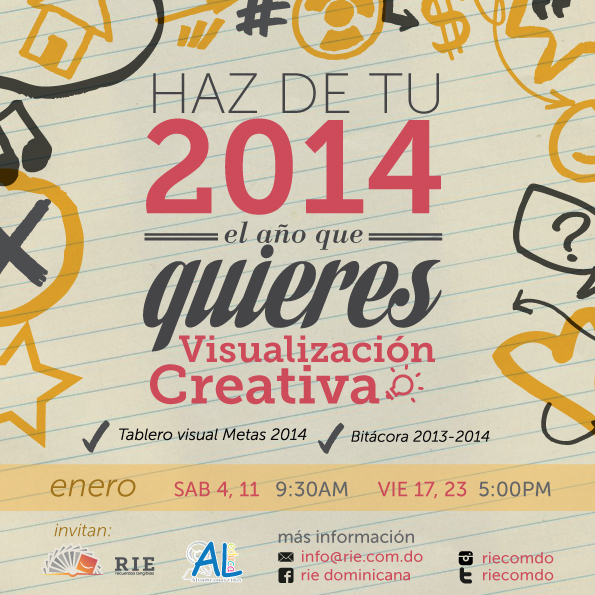 HAZ DE TU
2014
el año que
quieres
Visualización
Creativa
Tablero visual Metas 2014
Bitácora 2013-2014
enero SAB 4, 11 9:30AM VIE 17, 23 5:00PM
invitan:
RIE
AL
más información
info@rie.com.do
rie dominicana
riecomdo
riecomdo